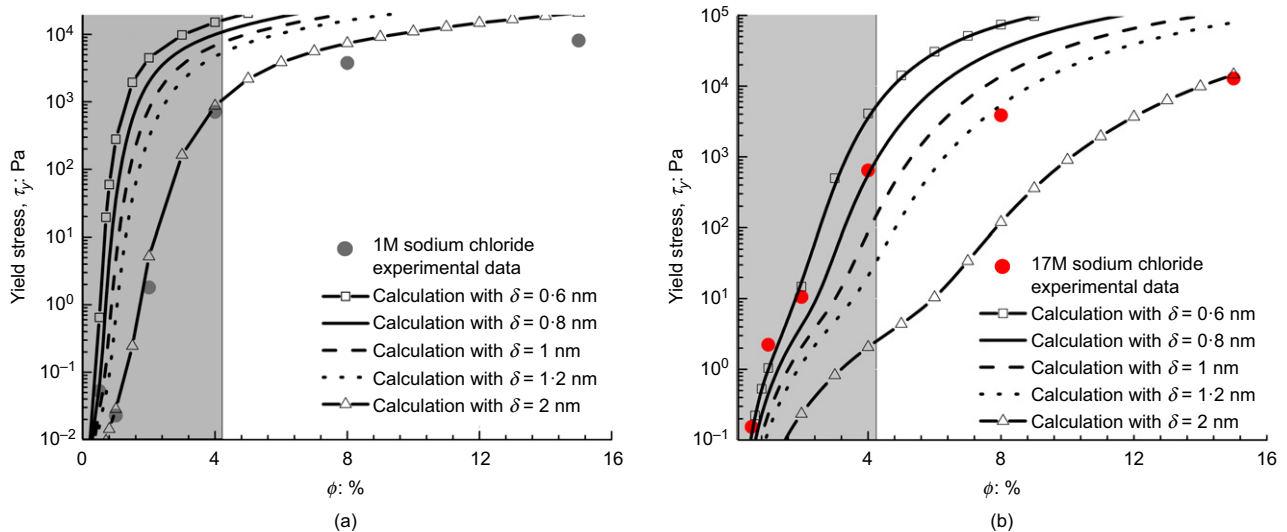 10⁴
10³
10²
10¹
10⁰
10⁻¹
10⁻²
Yield stress, τy: Pa
1M sodium chloride
experimental data
Calculation with δ = 0·6 nm
Calculation with δ = 0·8 nm
Calculation with δ = 1 nm
Calculation with δ = 1·2 nm
Calculation with δ = 2 nm
0 4 8 12 16
ϕ: %
(a)
10⁵
10⁴
10³
10²
10¹
10⁰
10⁻¹
Yield stress, τy: Pa
17M sodium chloride
experimental data
Calculation with δ = 0·6 nm
Calculation with δ = 0·8 nm
Calculation with δ = 1 nm
Calculation with δ = 1·2 nm
Calculation with δ = 2 nm
4 8 12 16
ϕ: %
(b)